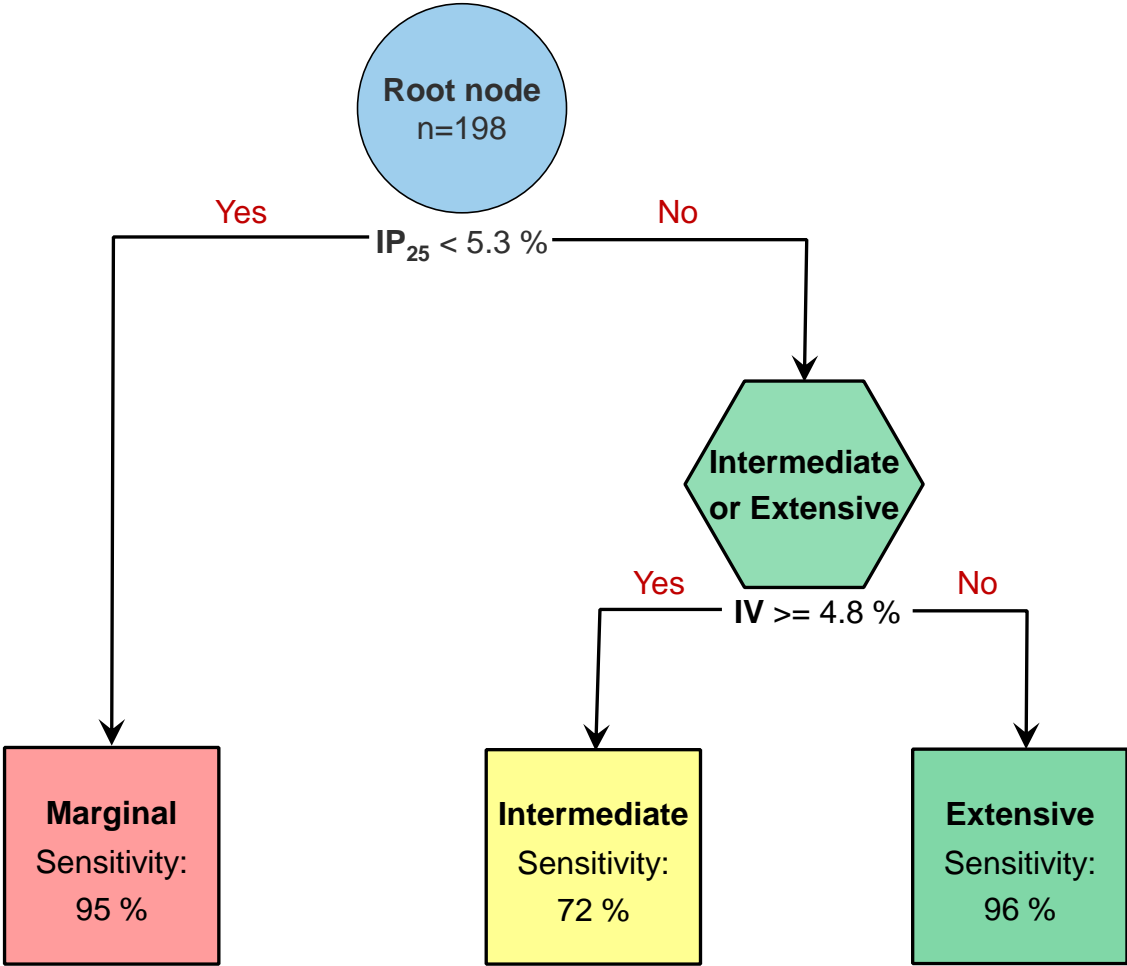 Root node
n=198
Yes
No
IP25 < 5.3 %
Intermediate
or Extensive
Yes
No
IV >= 4.8 %
Marginal
Sensitivity:
95 %
Intermediate
Sensitivity:
72 %
Extensive
Sensitivity:
96 %